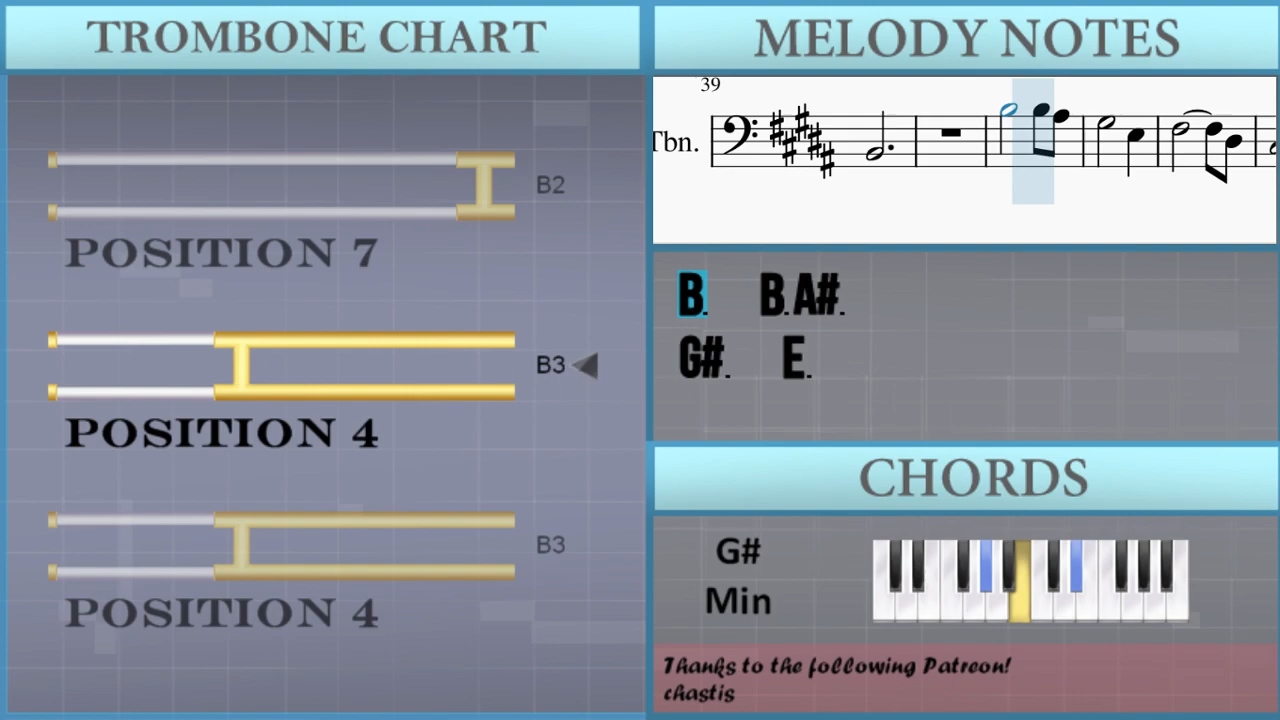 TROMBONE CHART
B2
POSITION 7
B3
POSITION 4
B3
POSITION 4
MELODY NOTES
39
Tbn.
B. B. A#.
G#. E.
CHORDS
G#
Min
Thanks to the following Patreon!
chastis